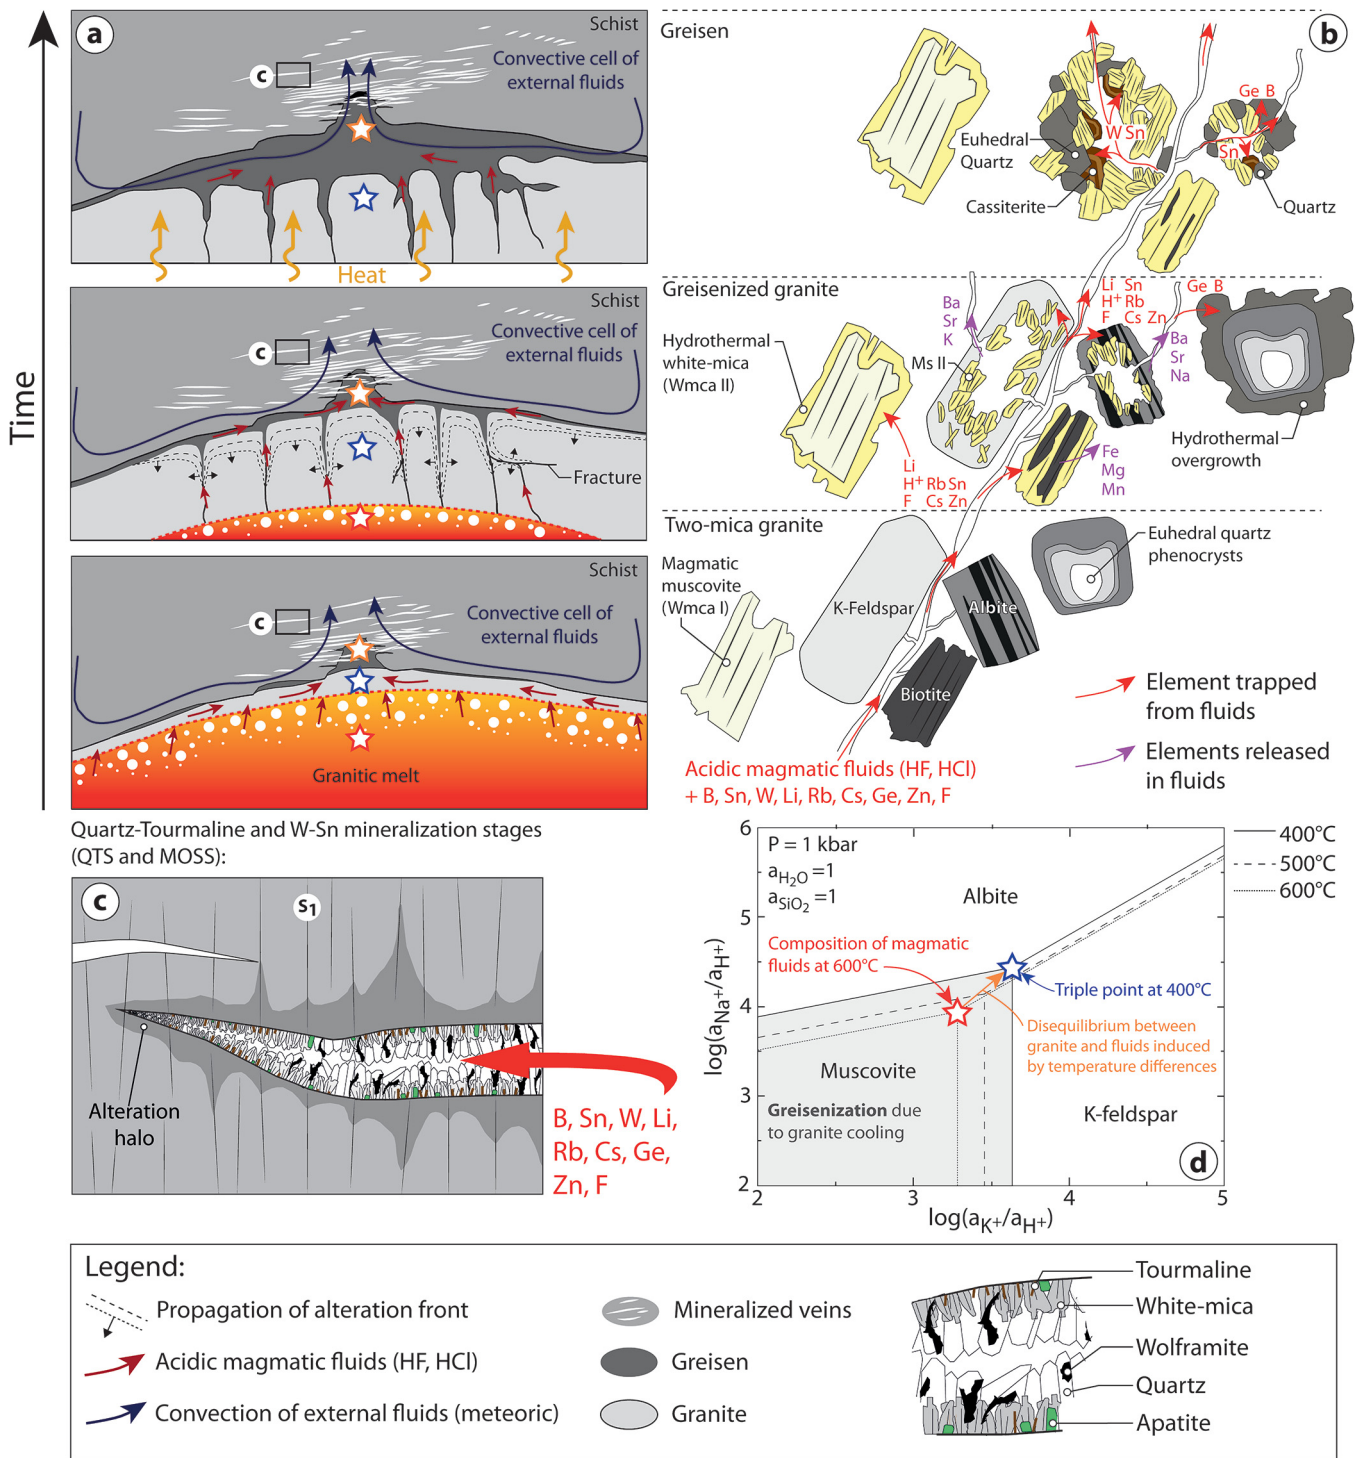 Time
a
Schist
Convective cell of
external fluids
c
Heat
Schist
Convective cell of
external fluids
c
Fracture
Schist
Convective cell of
external fluids
c
Granitic melt
b
Greisen
Euhedral
Quartz
Cassiterite
W Sn
Ge B
Sn
Quartz
Greisenized granite
Hydrothermal
white-mica
(Wmca II)
Ba
Sr
K
Ms II
Li Sn
H+ Rb
F Cs Zn
Ge B
Ba
Sr
Na
Hydrothermal
overgrowth
Li
H+ Rb Sn
F Cs Zn
Fe
Mg
Mn
Two-mica granite
Magmatic
muscovite
(Wmca I)
K-Feldspar
Albite
Biotite
Euhedral quartz
phenocrysts
Element trapped
from fluids
Elements released
in fluids
Acidic magmatic fluids (HF, HCl)
+ B, Sn, W, Li, Rb, Cs, Ge, Zn, F
Quartz-Tourmaline and W-Sn mineralization stages
(QTS and MOSS):
c
S1
Alteration
halo
B, Sn, W, Li,
Rb, Cs, Ge,
Zn, F
6
5
4
3
2
log(aNa+/aH+)
P = 1 kbar
aH2O =1
aSiO2 =1
Albite
400°C
500°C
600°C
Composition of magmatic
fluids at 600°C
Triple point at 400°C
Disequilibrium between
granite and fluids induced
by temperature differences
Muscovite
Greisenization due
to granite cooling
K-feldspar
d
2 3 4 5
log(aK+/aH+)
Legend:
Propagation of alteration front
Acidic magmatic fluids (HF, HCl)
Convection of external fluids (meteoric)
Mineralized veins
Greisen
Granite
Tourmaline
White-mica
Wolframite
Quartz
Apatite